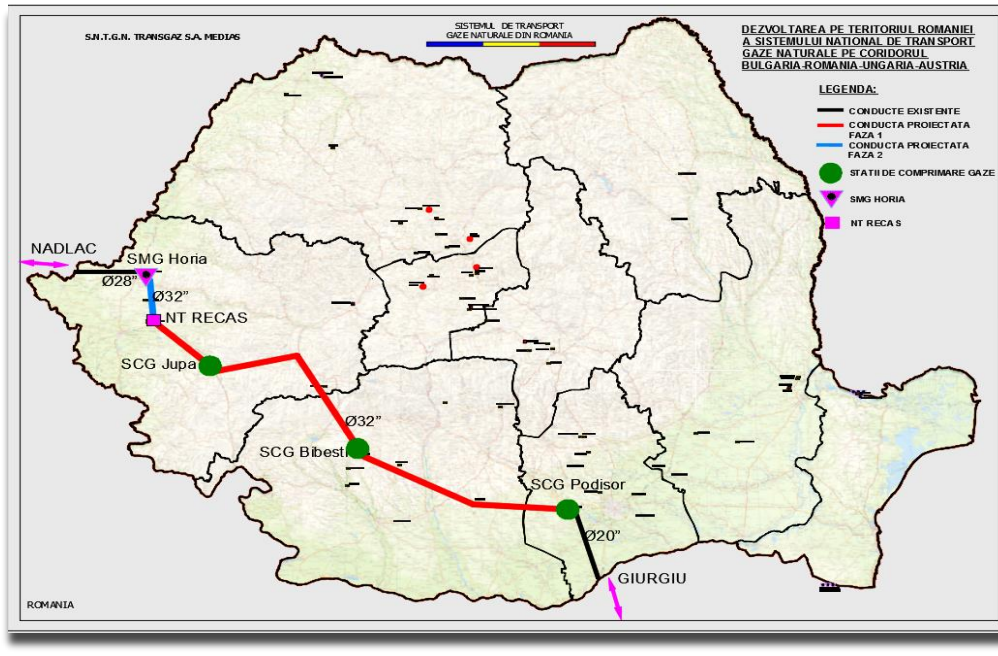 S.N.T.G.N. TRANSGAZ S.A. MEDIAS
SISTEMUL DE TRANSPORT
GAZE NATURALE DIN ROMANIA
DEZVOLTAREA PE TERITORIUL ROMANIEI
A SISTEMULUI NATIONAL DE TRANSPORT
GAZE NATURALE PE CORIDORUL
BULGARIA-ROMANIA-UNGARIA-AUSTRIA
LEGENDA:
CONDUCTE EXISTENTE
CONDUCTA PROIECTATA
FAZA 1
CONDUCTA PROIECTATA
FAZA 2
STATII DE COMPRIMARE GAZE
SMG HORIA
NT RECAS
NADLAC
SMG Horia
Ø28"
Ø32"
NT RECAS
SCG Jupa
Ø32"
SCG Bibesti
SCG Podisor
Ø20"
GIURGIU
ROMANIA